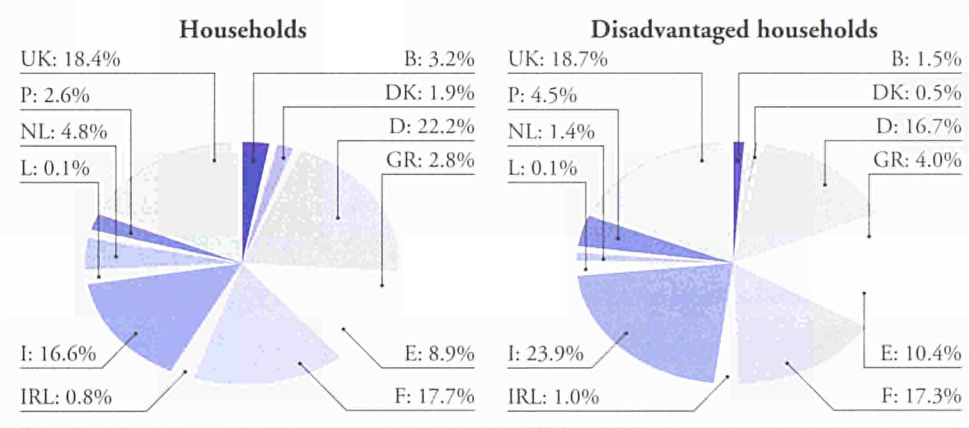 Households
UK: 18.4%
P: 2.6%
NL: 4.8%
L: 0.1%
I: 16.6%
IRL: 0.8%
B: 3.2%
DK: 1.9%
D: 22.2%
GR: 2.8%
E: 8.9%
F: 17.7%
Disadvantaged households
UK: 18.7%
P: 4.5%
NL: 1.4%
L: 0.1%
I: 23.9%
IRL: 1.0%
B: 1.5%
DK: 0.5%
D: 16.7%
GR: 4.0%
E: 10.4%
F: 17.3%